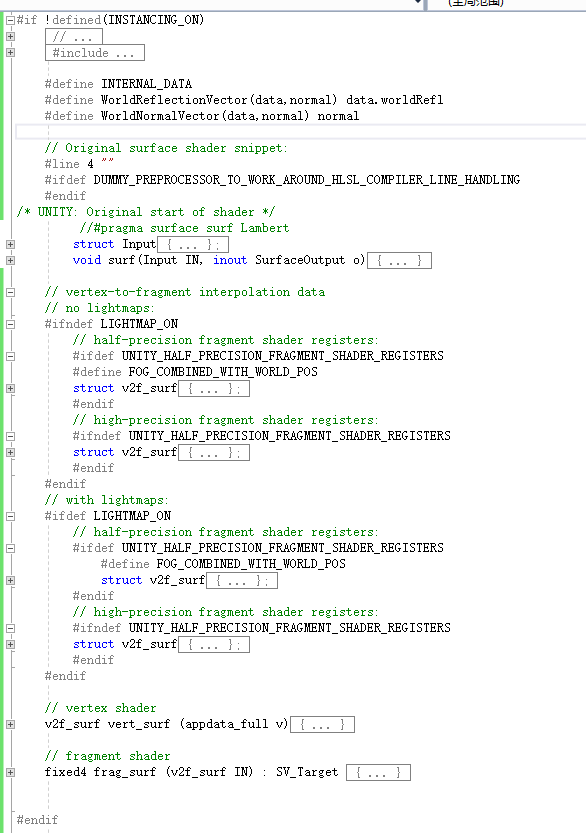 (全局范围)
#if !defined(INSTANCING_ON)
// ...
#include ...
#define INTERNAL_DATA
#define WorldReflectionVector(data,normal) data.worldRefl
#define WorldNormalVector(data,normal) normal
// Original surface shader snippet:
#line 4 ""
#ifdef DUMMY_PREPROCESSOR_TO_WORK_AROUND_HLSL_COMPILER_LINE_HANDLING
#endif
/* UNITY: Original start of shader */
//#pragma surface surf Lambert
struct Input{ ... };
void surf(Input IN, inout SurfaceOutput o){ ... }
// vertex-to-fragment interpolation data
// no lightmaps:
#ifndef LIGHTMAP_ON
// half-precision fragment shader registers:
#ifdef UNITY_HALF_PRECISION_FRAGMENT_SHADER_REGISTERS
#define FOG_COMBINED_WITH_WORLD_POS
struct v2f_surf{ ... };
#endif
// high-precision fragment shader registers:
#ifndef UNITY_HALF_PRECISION_FRAGMENT_SHADER_REGISTERS
struct v2f_surf{ ... };
#endif
#endif
// with lightmaps:
#ifdef LIGHTMAP_ON
// half-precision fragment shader registers:
#ifdef UNITY_HALF_PRECISION_FRAGMENT_SHADER_REGISTERS
#define FOG_COMBINED_WITH_WORLD_POS
struct v2f_surf{ ... };
#endif
// high-precision fragment shader registers:
#ifndef UNITY_HALF_PRECISION_FRAGMENT_SHADER_REGISTERS
struct v2f_surf{ ... };
#endif
#endif
// vertex shader
v2f_surf vert_surf (appdata_full v){ ... }
// fragment shader
fixed4 frag_surf (v2f_surf IN) : SV_Target { ... }
#endif